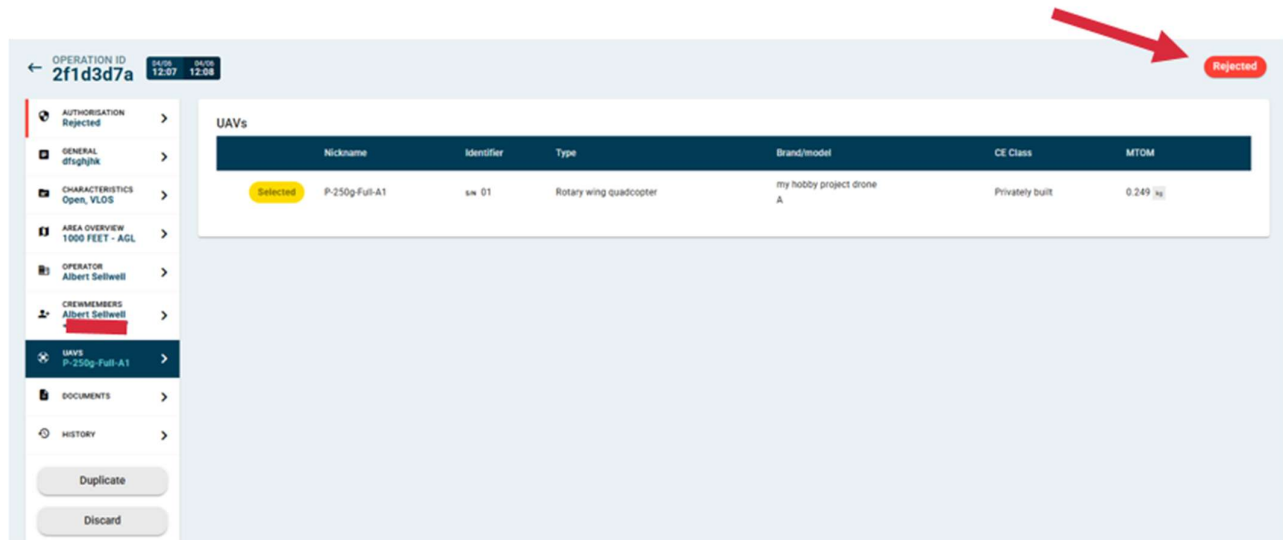 OPERATION ID
2f1d3d7a
04/06 04/06
12:07 12:08
Rejected
AUTHORISATION
Rejected
GENERAL
dfsghjhk
CHARACTERISTICS
Open, VLOS
AREA OVERVIEW
1000 FEET - AGL
OPERATOR
Albert Sellwell
CREWMEMBERS
Albert Sellwell
UAVS
P-250g-Full-A1
DOCUMENTS
HISTORY
Duplicate
Discard
UAVs
Nickname Identifier Type Brand/model CE Class MTOM
Selected P-250g-Full-A1 S/N 01 Rotary wing quadcopter my hobby project drone Privately built 0.249 kg
A